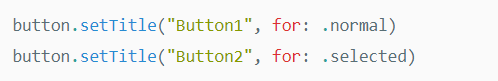 button.setTitle("Button1", for: .normal)
button.setTitle("Button2", for: .selected)